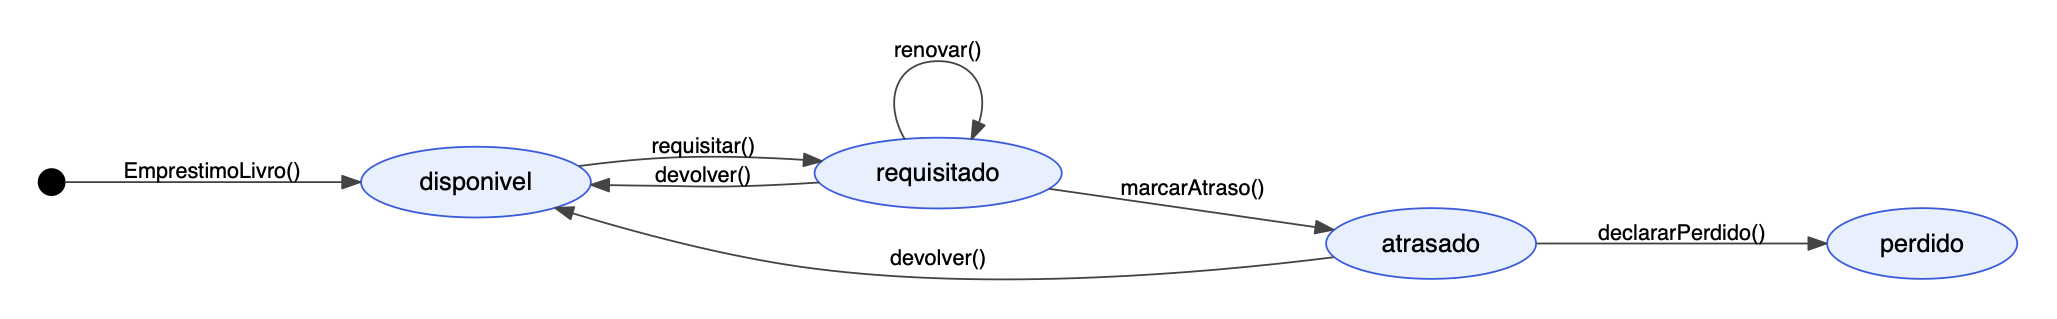 renovar()
EmprestimoLivro()
disponivel
requisitar()
devolver()
requisitado
marcarAtraso()
devolver()
atrasado
declararPerdido()
perdido